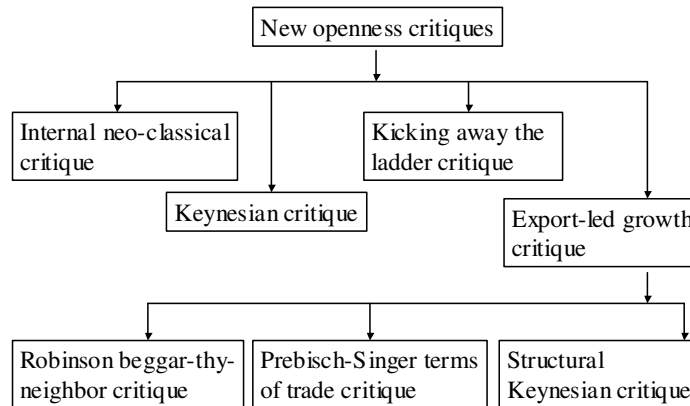 New openness critiques
Internal neo-classical
critique
Kicking away the
ladder critique
Keynesian critique
Export-led growth
critique
Robinson beggar-thy-
neighbor critique
Prebisch-Singer terms
of trade critique
Structural
Keynesian critique